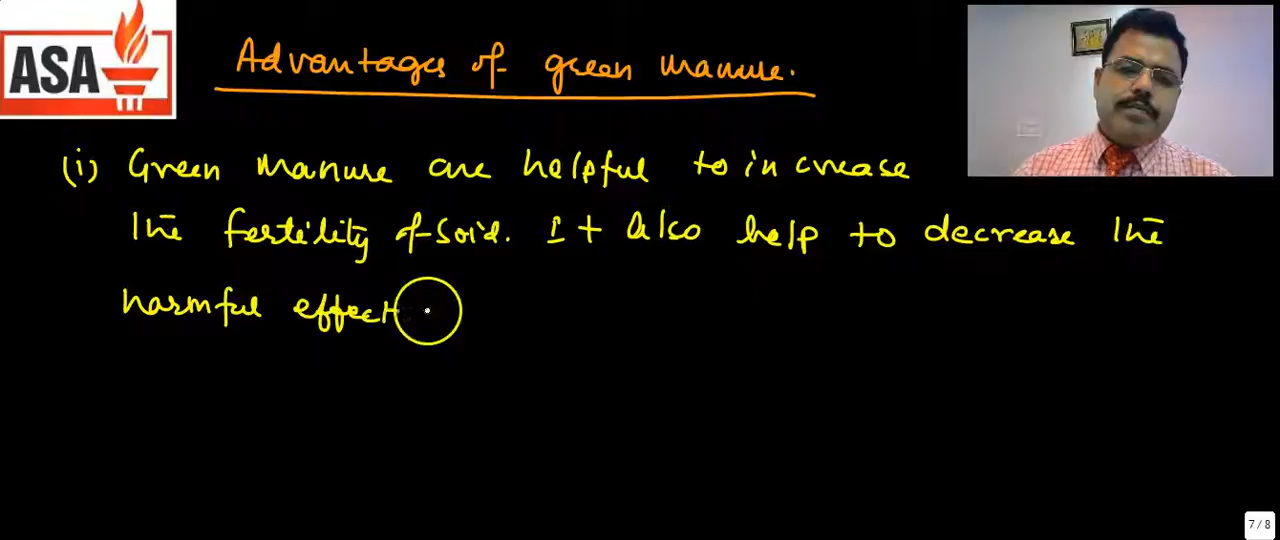 ASA
Advantages of green manure.
(i) Green Manure are helpful to increase
The fertility of soil. It also help to decrease The
harmful effect
7/8